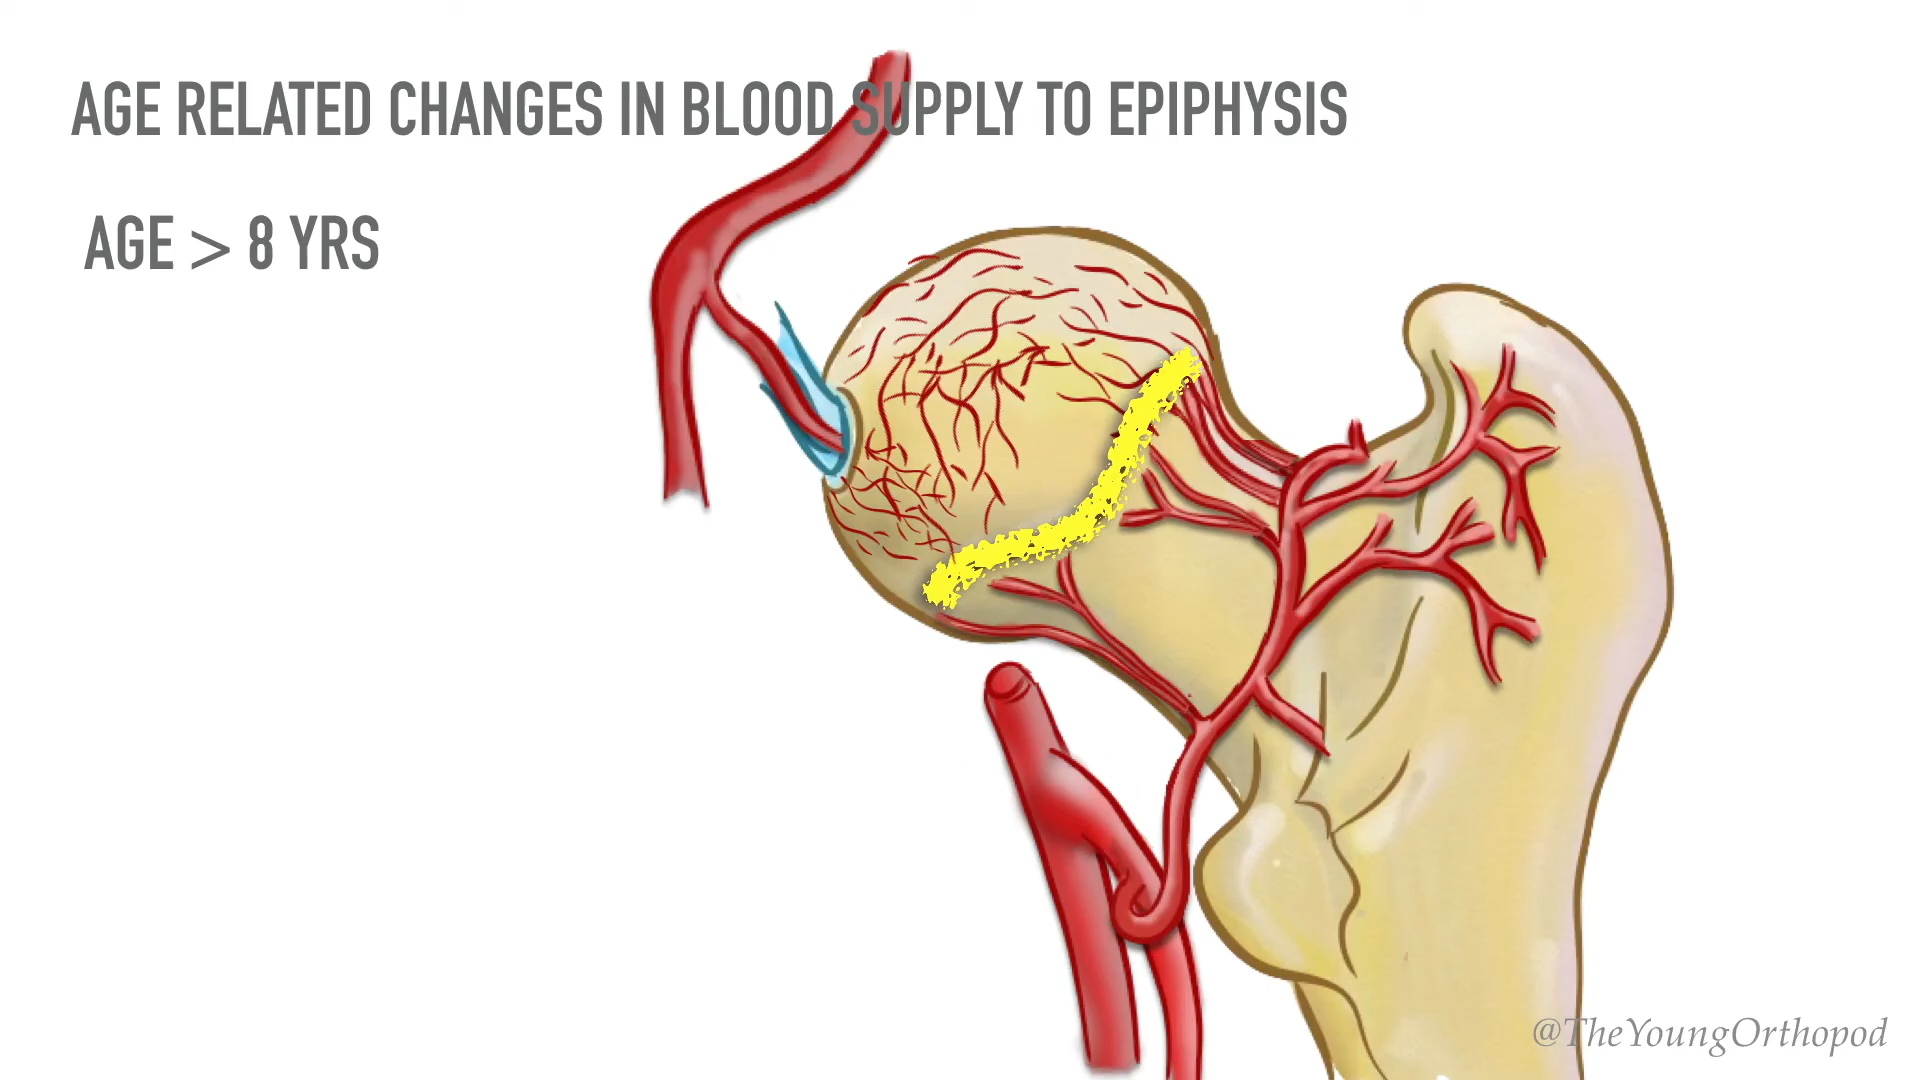 AGE RELATED CHANGES IN BLOOD SUPPLY TO EPIPHYSIS
AGE > 8 YRS
@TheYoungOrthopod